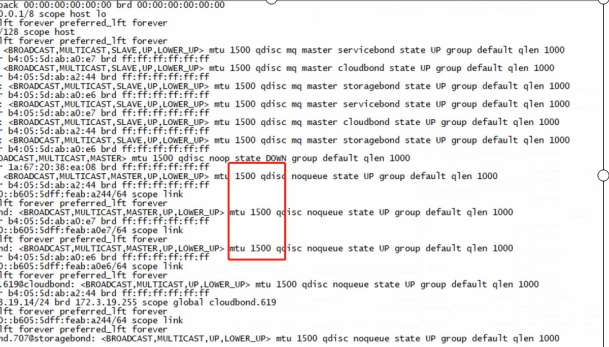 pback 00:00:00:00:00:00 brd 00:00:00:00:00:00
0.0.1/8 scope host lo
lft forever preferred_lft forever
/128 scope host
lft forever preferred_lft forever
<BROADCAST,MULTICAST,SLAVE,UP,LOWER_UP> mtu 1500 qdisc mq master servicebond state UP group default qlen 1000
r b4:05:5d:ab:a0:e7 brd ff:ff:ff:ff:ff:ff
<BROADCAST,MULTICAST,SLAVE,UP,LOWER_UP> mtu 1500 qdisc mq master cloudbond state UP group default qlen 1000
r b4:05:5d:ab:a2:44 brd ff:ff:ff:ff:ff:ff
: <BROADCAST,MULTICAST,SLAVE,UP,LOWER_UP> mtu 1500 qdisc mq master storagebond state UP group default qlen 1000
r b4:05:5d:ab:a0:e6 brd ff:ff:ff:ff:ff:ff
: <BROADCAST,MULTICAST,SLAVE,UP,LOWER_UP> mtu 1500 qdisc mq master servicebond state UP group default qlen 1000
r b4:05:5d:ab:a0:e7 brd ff:ff:ff:ff:ff:ff
: <BROADCAST,MULTICAST,SLAVE,UP,LOWER_UP> mtu 1500 qdisc mq master cloudbond state UP group default qlen 1000
r b4:05:5d:ab:a2:44 brd ff:ff:ff:ff:ff:ff
: <BROADCAST,MULTICAST,SLAVE,UP,LOWER_UP> mtu 1500 qdisc mq master storagebond state UP group default qlen 1000
r b4:05:5d:ab:a0:e6 brd ff:ff:ff:ff:ff:ff
OADCAST,MULTICAST,MASTER> mtu 1500 qdisc noop state DOWN group default qlen 1000
r 1a:67:20:38:ea:08 brd ff:ff:ff:ff:ff:ff
: <BROADCAST,MULTICAST,MASTER,UP,LOWER_UP> mtu 1500 qdisc noqueue state UP group default qlen 1000
r b4:05:5d:ab:a2:44 brd ff:ff:ff:ff:ff:ff
0::b605:5dff:feab:a244/64 scope link
lft forever preferred_lft forever
nd: <BROADCAST,MULTICAST,MASTER,UP,LOWER_UP> mtu 1500 qdisc noqueue state UP group default qlen 1000
r b4:05:5d:ab:a0:e7 brd ff:ff:ff:ff:ff:ff
0::b605:5dff:feab:a0e7/64 scope link
lft forever preferred_lft forever
nd: <BROADCAST,MULTICAST,MASTER,UP,LOWER_UP> mtu 1500 qdisc noqueue state UP group default qlen 1000
r b4:05:5d:ab:a0:e6 brd ff:ff:ff:ff:ff:ff
0::b605:5dff:feab:a0e6/64 scope link
lft forever preferred_lft forever
.619@cloudbond: <BROADCAST,MULTICAST,UP,LOWER_UP> mtu 1500 qdisc noqueue state UP group default qlen 1000
r b4:05:5d:ab:a2:44 brd ff:ff:ff:ff:ff:ff
3.19.14/24 brd 172.3.19.255 scope global cloudbond.619
lft forever preferred_lft forever
0::b605:5dff:feab:a244/64 scope link
lft forever preferred_lft forever
nd.707@storagebond: <BROADCAST,MULTICAST,UP,LOWER_UP> mtu 1500 qdisc noqueue state UP group default qlen 1000